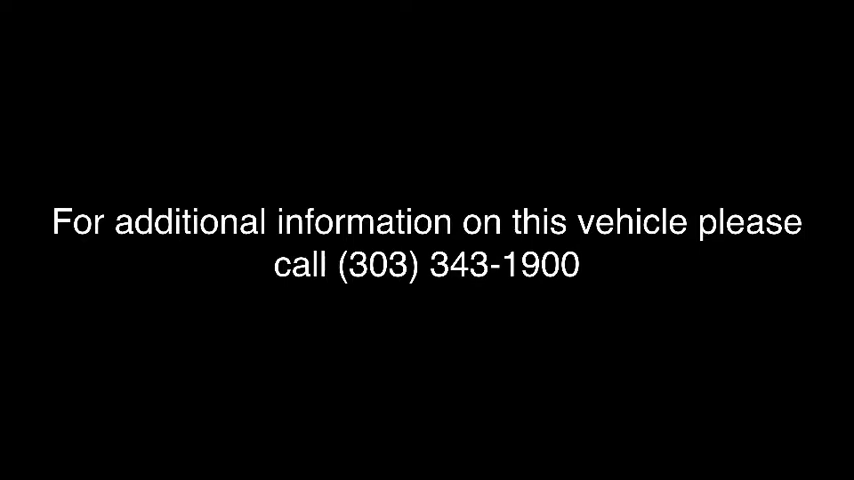 For additional information on this vehicle please
call (303) 343-1900